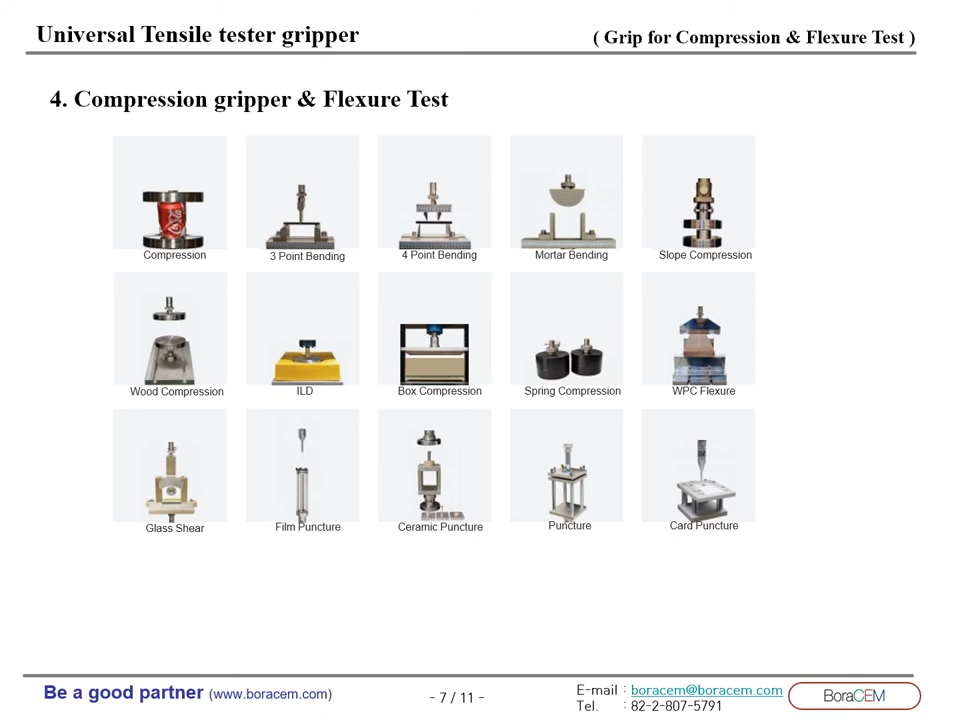 Universal Tensile tester gripper
( Grip for Compression & Flexure Test )
4. Compression gripper & Flexure Test
Compression
3 Point Bending
4 Point Bending
Mortar Bending
Slope Compression
Wood Compression
ILD
Box Compression
Spring Compression
WPC Flexure
Glass Shear
Film Puncture
Ceramic Puncture
Puncture
Card Puncture
Be a good partner (www.boracem.com)
- 7 / 11 -
E-mail : boracem@boracem.com
Tel. : 82-2-807-5791
BoraCEM